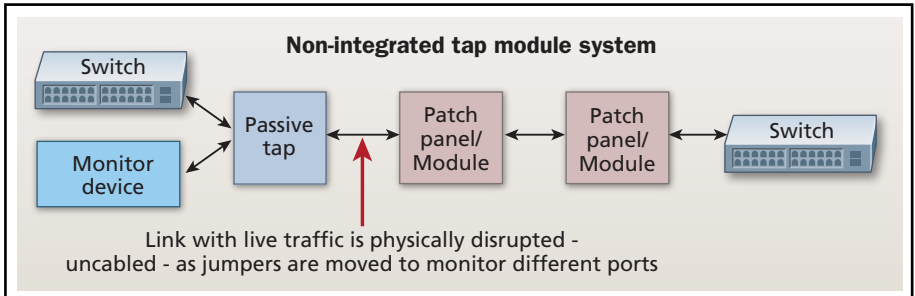 Non-integrated tap module system
Switch
Monitor
device
Passive
tap
Patch
panel/
Module
Patch
panel/
Module
Switch
Link with live traffic is physically disrupted -
uncabled - as jumpers are moved to monitor different ports